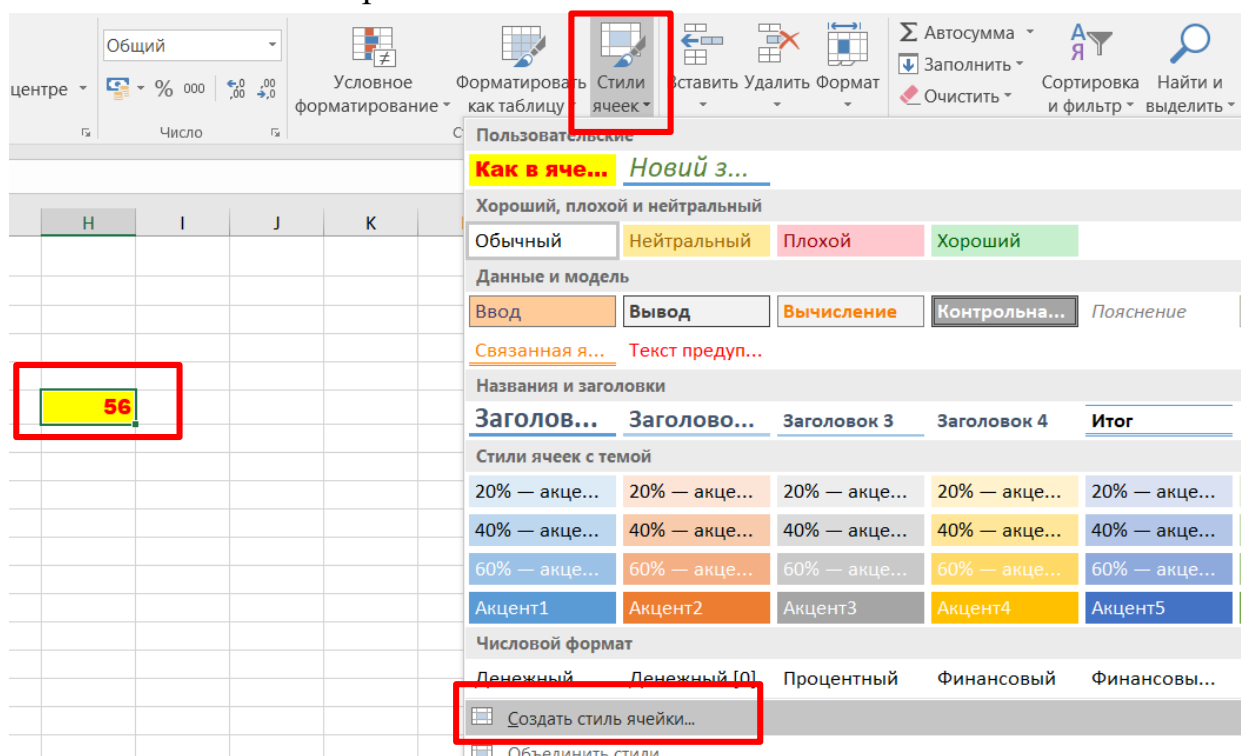 Общий
Σ Автосумма
А
Я
центре
% 000
←0 ,00
,00 →,0
≠
Условное
форматирование
Форматировать
как таблицу
Стили
ячеек
Вставить Удалить Формат
Заполнить
Очистить
Сортировка
и фильтр
Найти и
выделить
Число
Пользовательские
Как в яче... Новий з...
Хороший, плохой и нейтральный
H I J K
Обычный Нейтральный Плохой Хороший
Данные и модель
Ввод Вывод Вычисление Контрольна... Пояснение
Связанная я... Текст предуп...
Названия и заголовки
56
Заголов... Заголово... Заголовок 3 Заголовок 4 Итог
Стили ячеек с темой
20% — акце... 20% — акце... 20% — акце... 20% — акце... 20% — акце...
40% — акце... 40% — акце... 40% — акце... 40% — акце... 40% — акце...
60% — акце... 60% — акце... 60% — акце... 60% — акце... 60% — акце...
Акцент1 Акцент2 Акцент3 Акцент4 Акцент5
Числовой формат
Денежный Денежный [0] Процентный Финансовый Финансовы...
Создать стиль ячейки...
Объединить стили